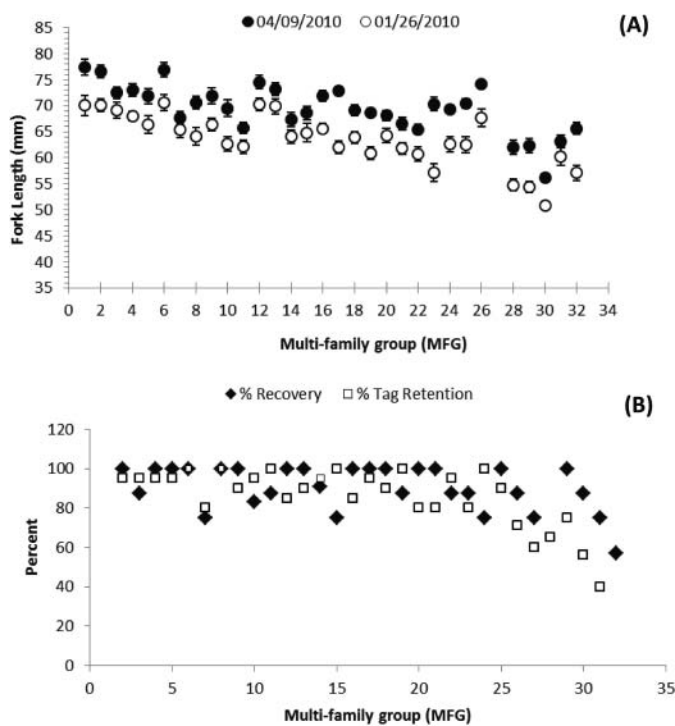 ● 04/09/2010 ○ 01/26/2010
(A)
85
80
75
70
65
60
55
50
45
40
35
Fork Length (mm)
0 2 4 6 8 10 12 14 16 18 20 22 24 26 28 30 32 34
Multi-family group (MFG)
◆ % Recovery □ % Tag Retention
(B)
120
100
80
60
40
20
0
Percent
0 5 10 15 20 25 30 35
Multi-family group (MFG)